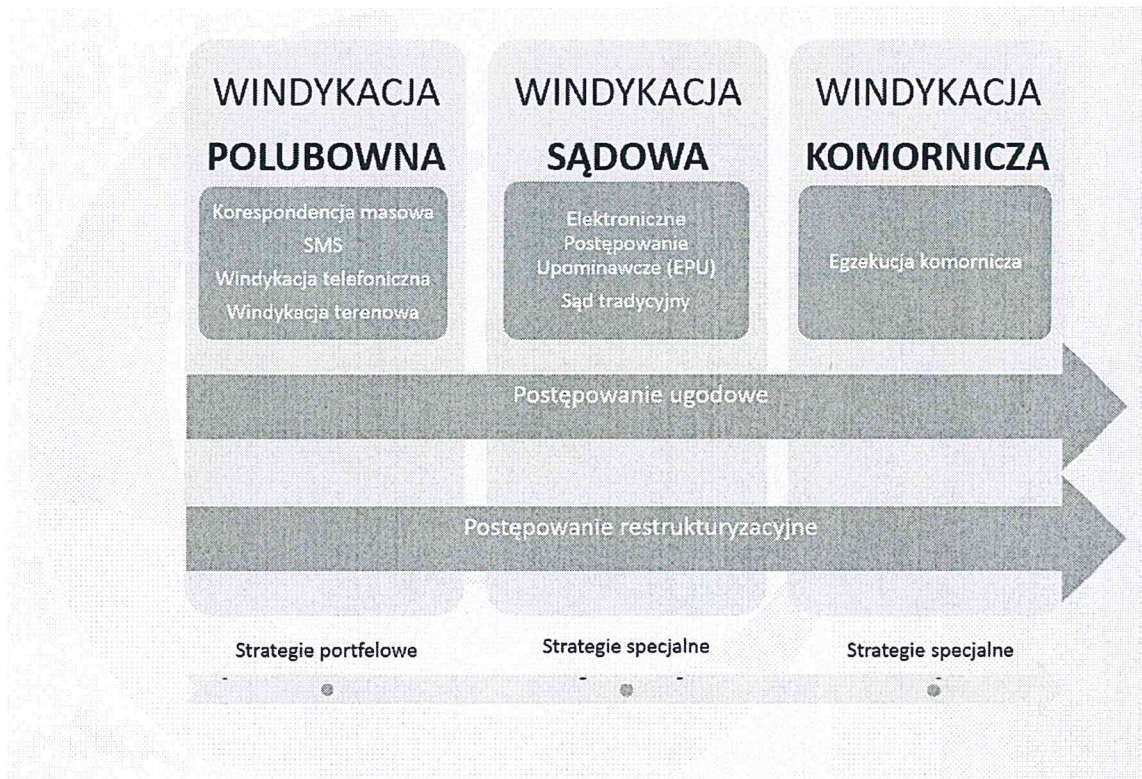 WINDYKACJA
POLUBOWNA
Korespondencja masowa
SMS
Windykacja telefoniczna
Windykacja terenowa
WINDYKACJA
SĄDOWA
Elektroniczne
Postępowanie
Upominawcze (EPU)
Sąd tradycyjny
WINDYKACJA
KOMORNICZA
Egzekucja komornicza
Postępowanie ugodowe
Postępowanie restrukturyzacyjne
Strategie portfelowe
Strategie specjalne
Strategie specjalne